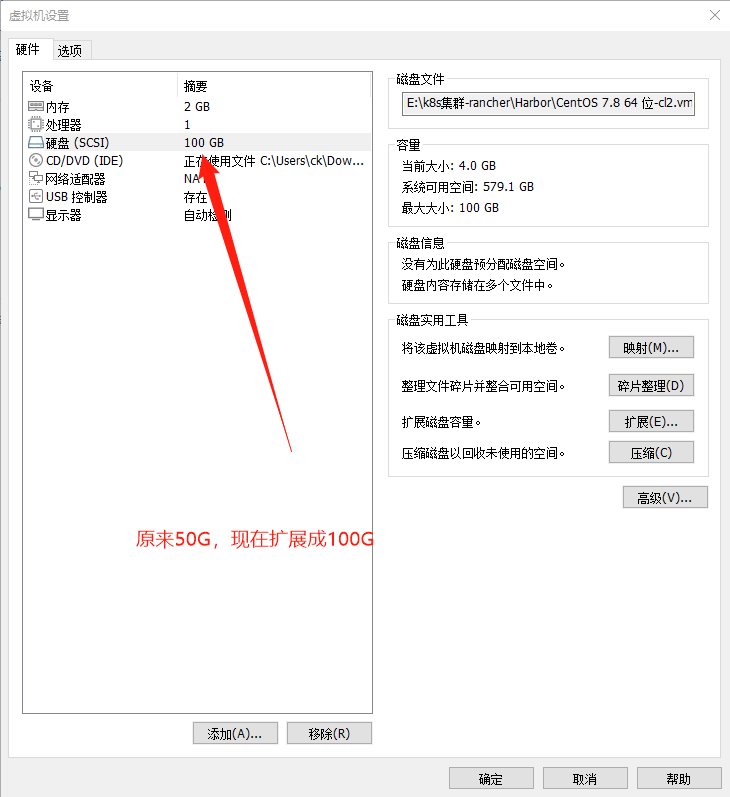 虚拟机设置
硬件 选项
设备 摘要
内存 2 GB
处理器 1
硬盘 (SCSI) 100 GB
CD/DVD (IDE) 正在使用文件 C:\Users\ck\Dow...
网络适配器 NAT
USB 控制器 存在
显示器 自动检测
原来50G，现在扩展成100G
添加(A)... 移除(R)
磁盘文件
E:\k8s集群-rancher\Harbor\CentOS 7.8 64 位-cl2.vm
容量
当前大小: 4.0 GB
系统可用空间: 579.1 GB
最大大小: 100 GB
磁盘信息
没有为此硬盘预分配磁盘空间。
硬盘内容存储在多个文件中。
磁盘实用工具
将该虚拟机磁盘映射到本地卷。 映射(M)...
整理文件碎片并整合可用空间。 碎片整理(D)
扩展磁盘容量。 扩展(E)...
压缩磁盘以回收未使用的空间。 压缩(C)
高级(V)...
确定 取消 帮助